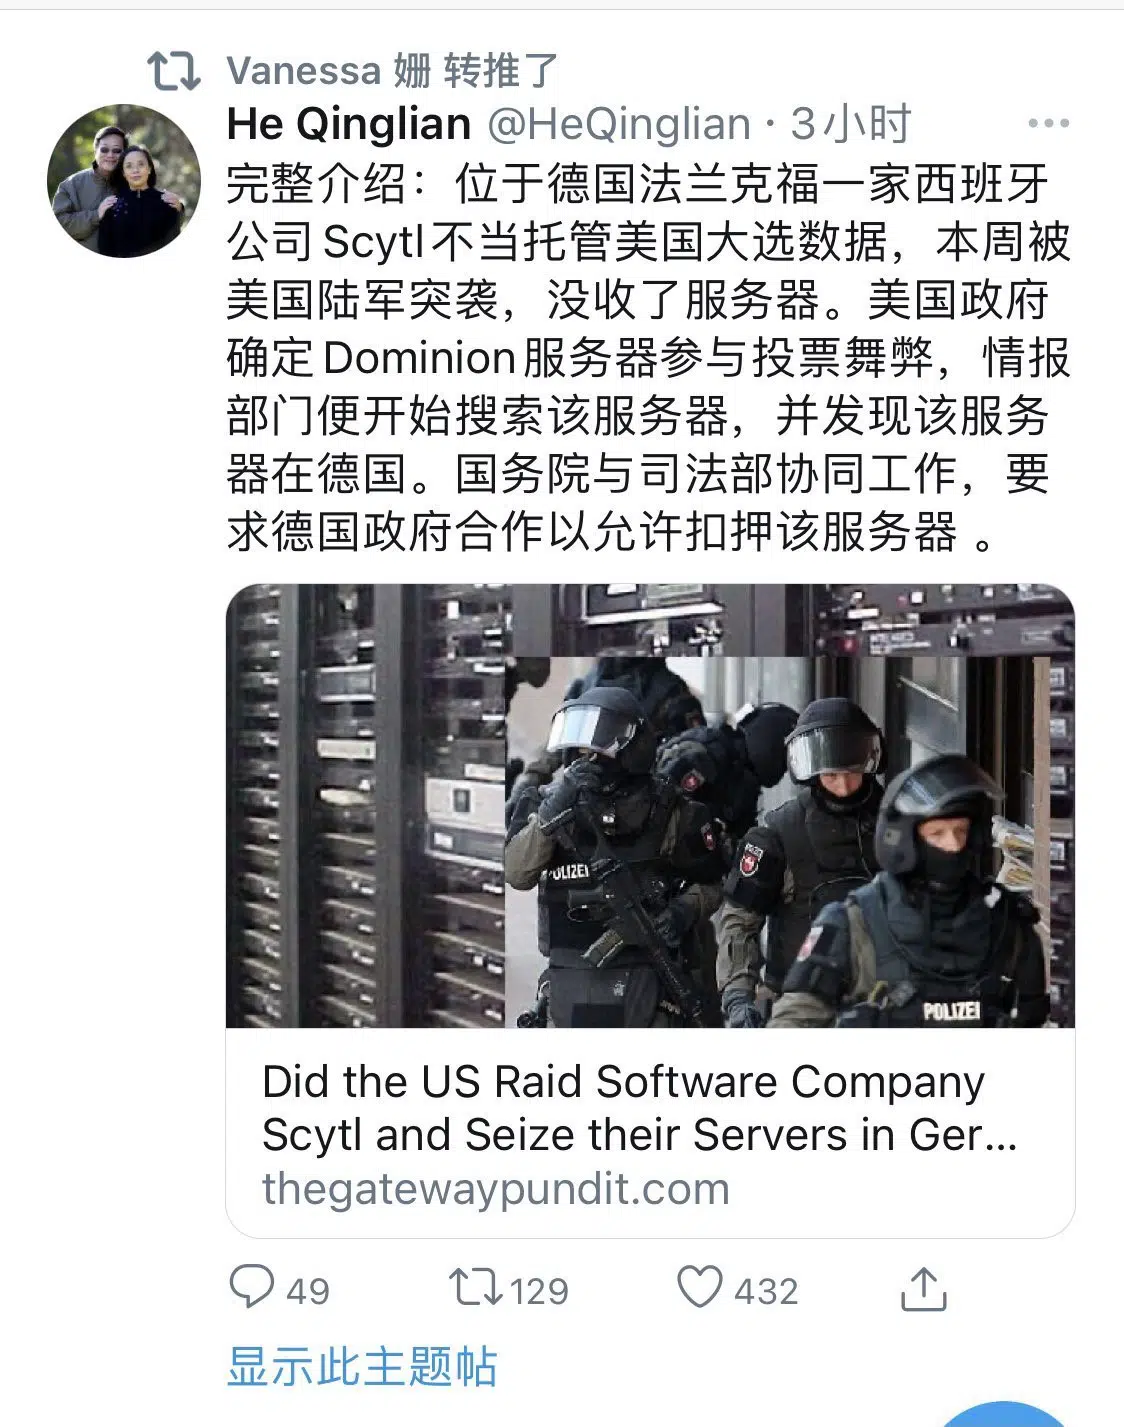 Vanessa 姗 转推了
He Qinglian @HeQinglian · 3小时
完整介绍：位于德国法兰克福一家西班牙
公司Scytl不当托管美国大选数据，本周被
美国陆军突袭，没收了服务器。美国政府
确定Dominion服务器参与投票舞弊，情报
部门便开始搜索该服务器，并发现该服务
器在德国。国务院与司法部协同工作，要
求德国政府合作以允许扣押该服务器 。
POLIZEI
POLIZEI
Did the US Raid Software Company
Scytl and Seize their Servers in Ger...
thegatewaypundit.com
49 129 432
显示此主题帖